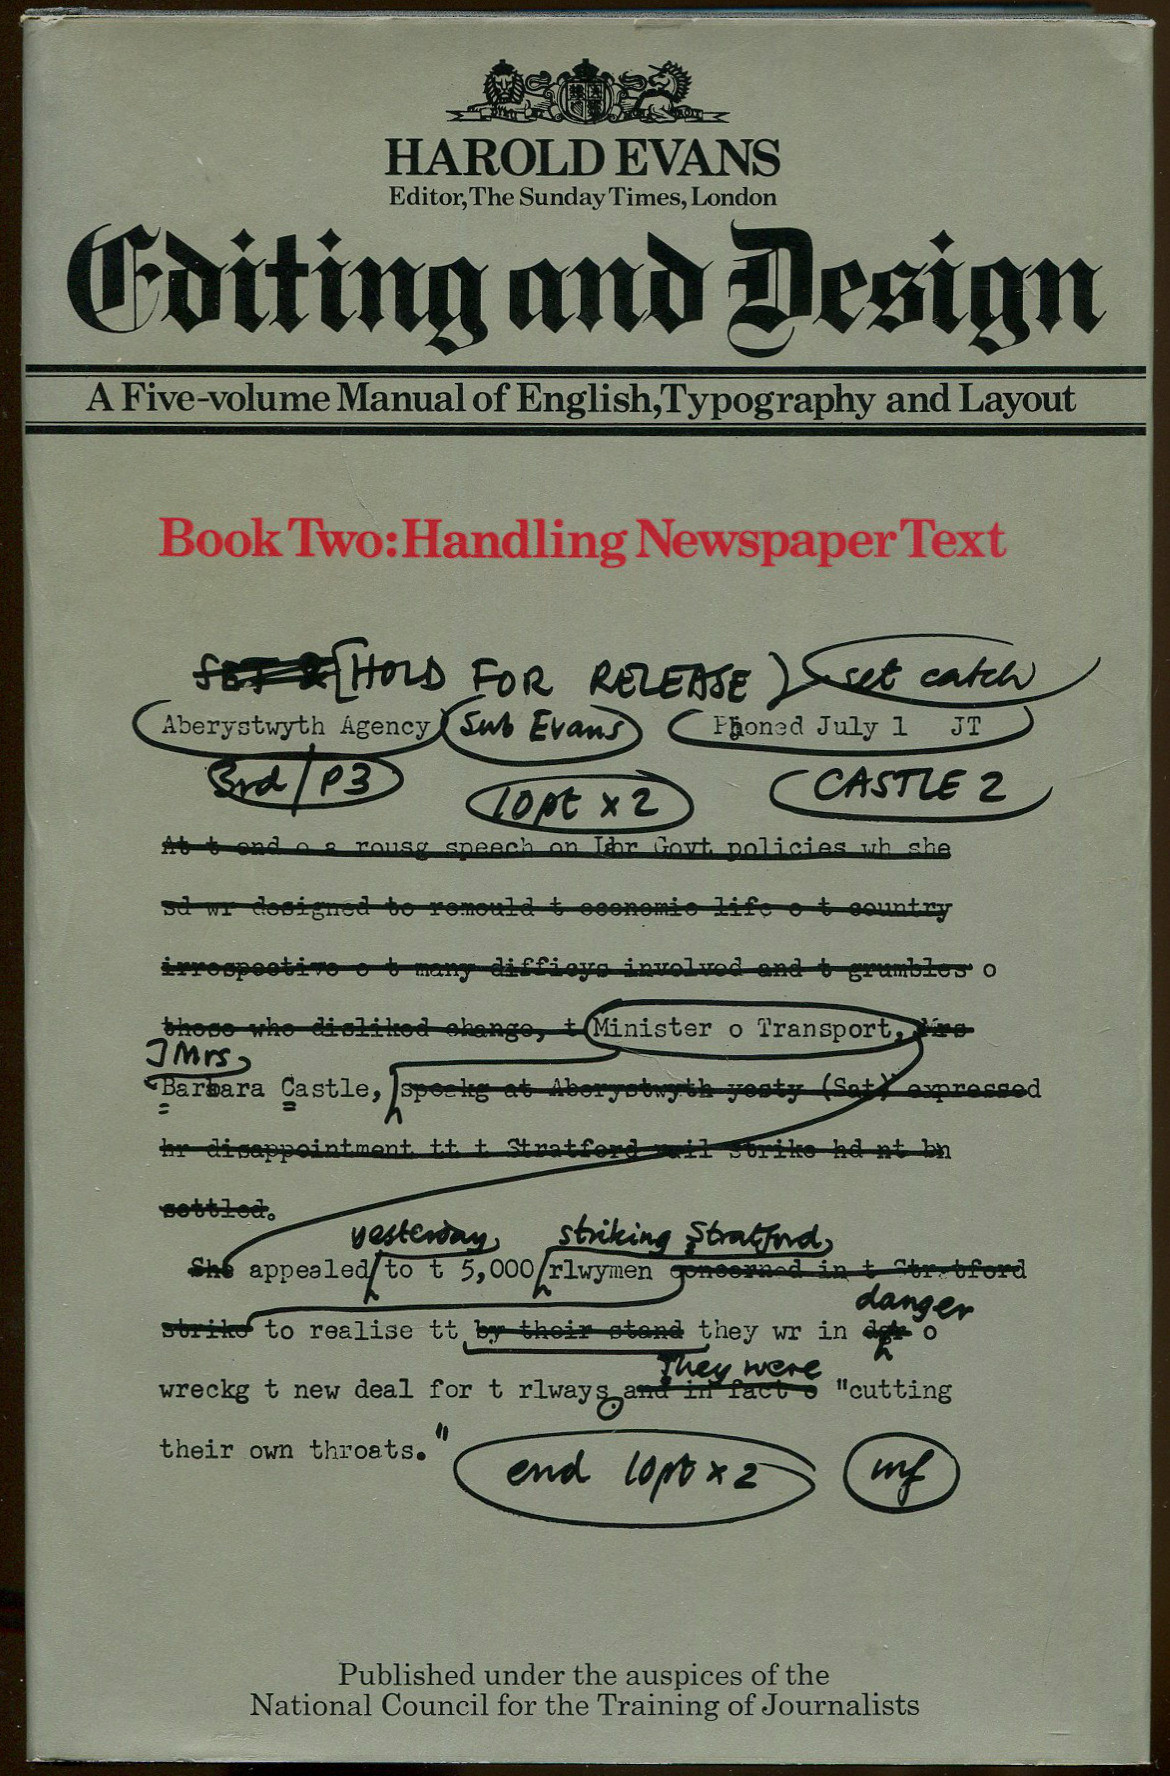 HAROLD EVANS
Editor, The Sunday Times, London
Editing and Design
A Five-volume Manual of English, Typography and Layout
Book Two: Handling Newspaper Text
SET 2 [HOLD FOR RELEASE) set catch
Aberystwyth Agency Sub Evans Phoned July 1 JT
3rd/P3 10pt x 2 CASTLE 2
At t end o a rousg speech on Lbr Govt policies wh she
sd wr designed to remould t economic life o t country
irrespective o t many difficys involved and t grumbles o
those who disliked change, t Minister o Transport, Mrs
Mrs
Barbara Castle, speakg at Aberystwyth yesty (Sat) expressed
hr disappointment tt t Stratford rail strike hd nt bn
settled.
yesterday striking Stratford
She appealed to t 5,000 rlwymen concerned in t Stratford
danger
strike to realise tt by their stand they wr in dgr o
They were
wreckg t new deal for t rlways and in fact o "cutting
their own throats."
end 10pt x 2 mf
Published under the auspices of the
National Council for the Training of Journalists